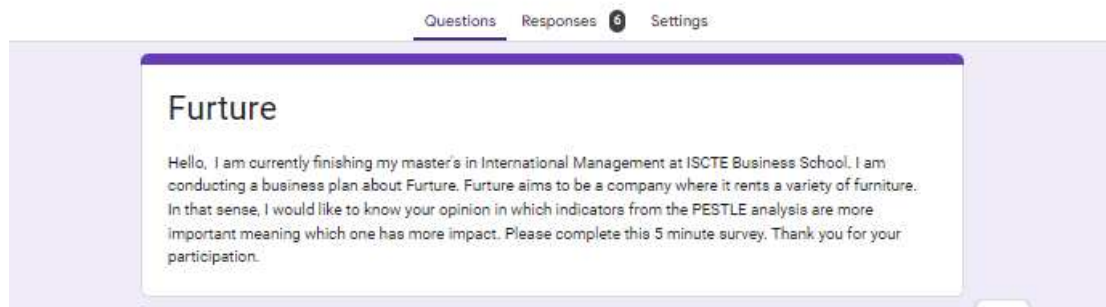 Questions Responses 6 Settings
Furture
Hello, I am currently finishing my master's in International Management at ISCTE Business School. I am
conducting a business plan about Furture. Furture aims to be a company where it rents a variety of furniture.
In that sense, I would like to know your opinion in which indicators from the PESTLE analysis are more
important meaning which one has more impact. Please complete this 5 minute survey. Thank you for your
participation.